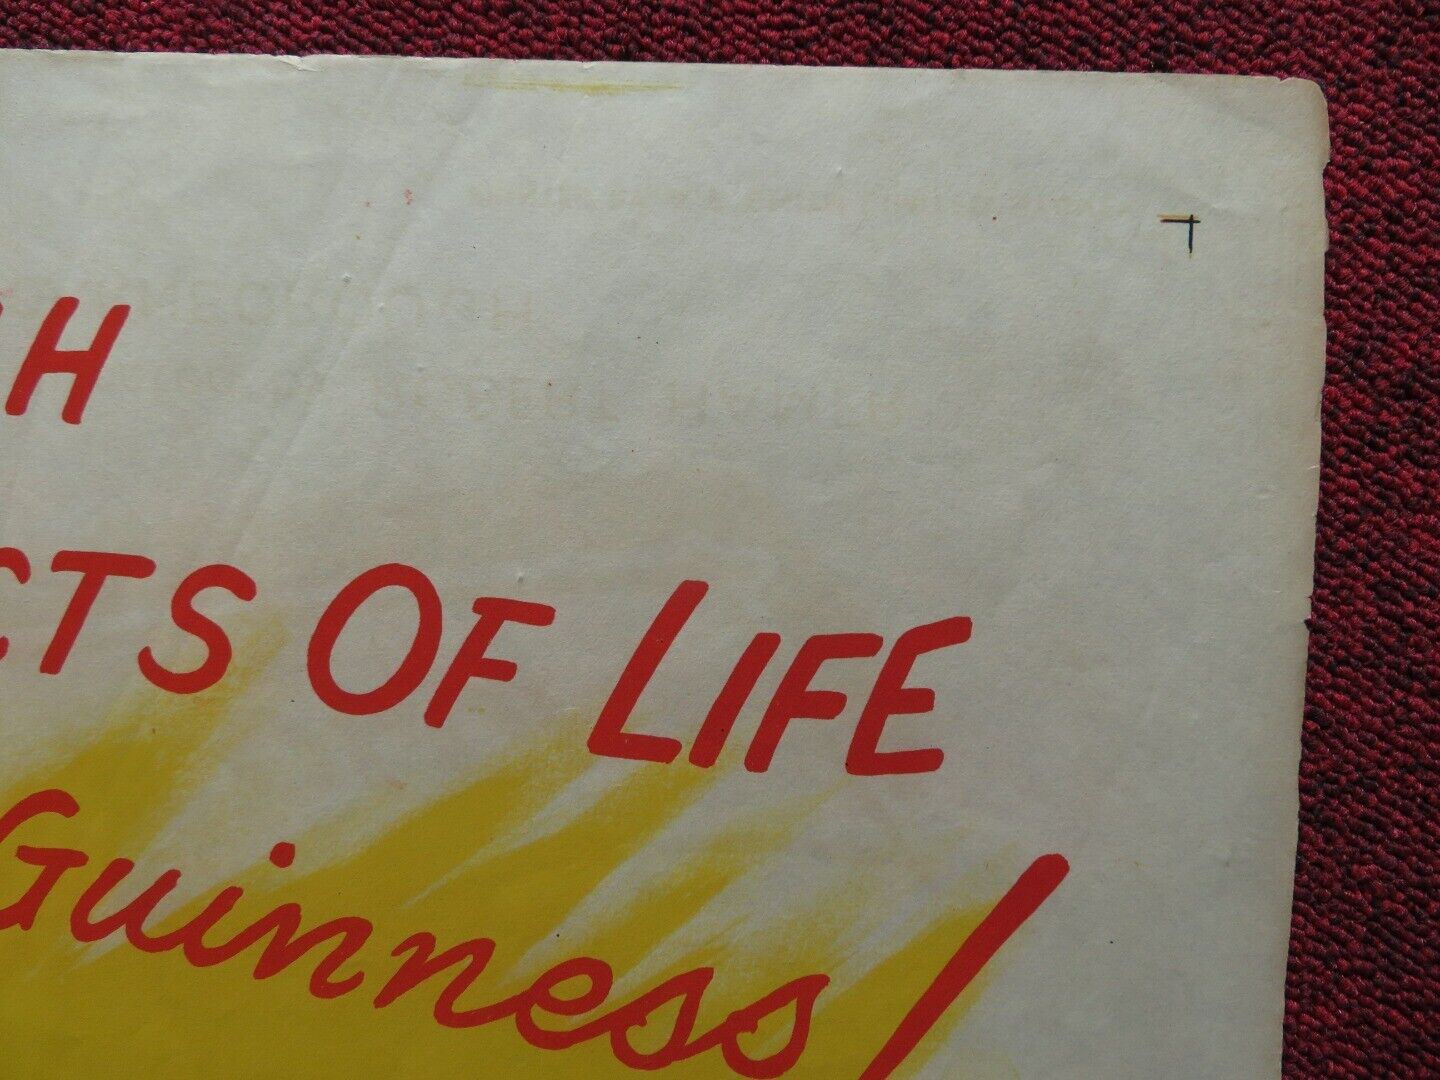 H
CTS OF LIFE
Guinness!